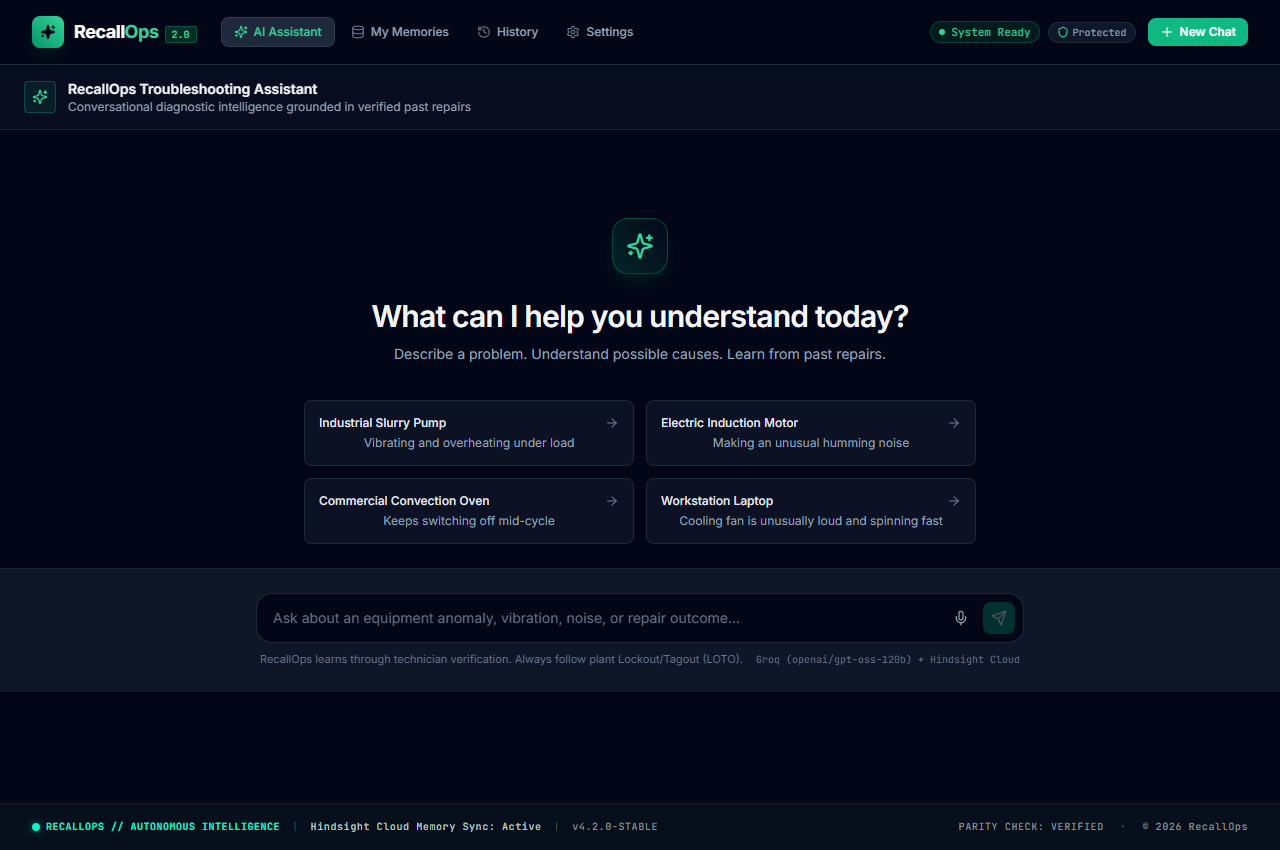 RecallOps 2.0 AI Assistant My Memories History Settings System Ready Protected New Chat
RecallOps Troubleshooting Assistant
Conversational diagnostic intelligence grounded in verified past repairs
What can I help you understand today?
Describe a problem. Understand possible causes. Learn from past repairs.
Industrial Slurry Pump
Vibrating and overheating under load
Electric Induction Motor
Making an unusual humming noise
Commercial Convection Oven
Keeps switching off mid-cycle
Workstation Laptop
Cooling fan is unusually loud and spinning fast
Ask about an equipment anomaly, vibration, noise, or repair outcome...
RecallOps learns through technician verification. Always follow plant Lockout/Tagout (LOTO). Groq (openai/gpt-oss-120b) + Hindsight Cloud
RECALLOPS // AUTONOMOUS INTELLIGENCE | Hindsight Cloud Memory Sync: Active | v4.2.0-STABLE PARITY CHECK: VERIFIED · © 2026 RecallOps